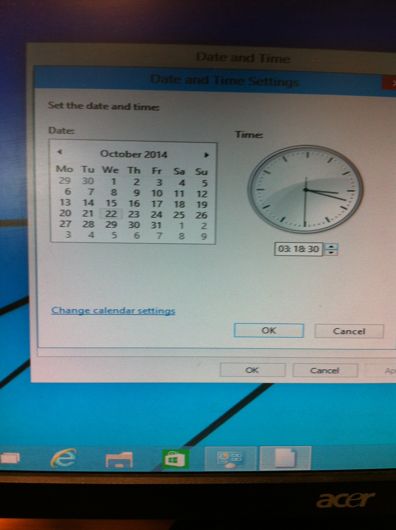 Date and Time
Date and Time Settings
Set the date and time:
Date:
Time:
October 2014
Mo Tu We Th Fr Sa Su
29 30 1 2 3 4 5
6 7 8 9 10 11 12
13 14 15 16 17 18 19
20 21 22 23 24 25 26
27 28 29 30 31 1 2
3 4 5 6 7 8 9
03:18:30
Change calendar settings
OK Cancel
OK Cancel Ap
acer